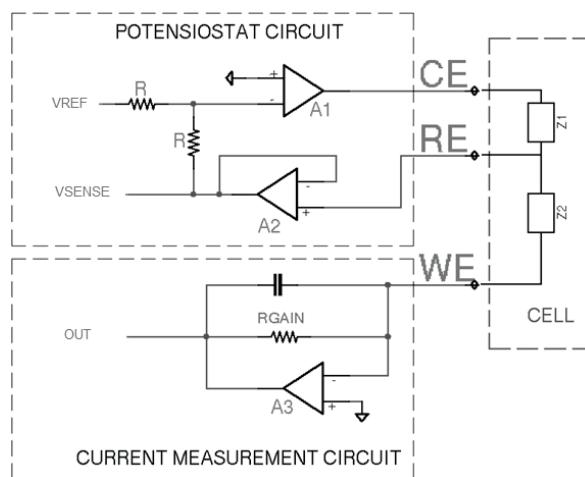 POTENSIOSTAT CIRCUIT
CE
+
R
VREF
-
A1
Z1
R
RE
VSENSE
-
+
A2
Z2
WE
CELL
RGAIN
OUT
-
A3
+
CURRENT MEASUREMENT CIRCUIT